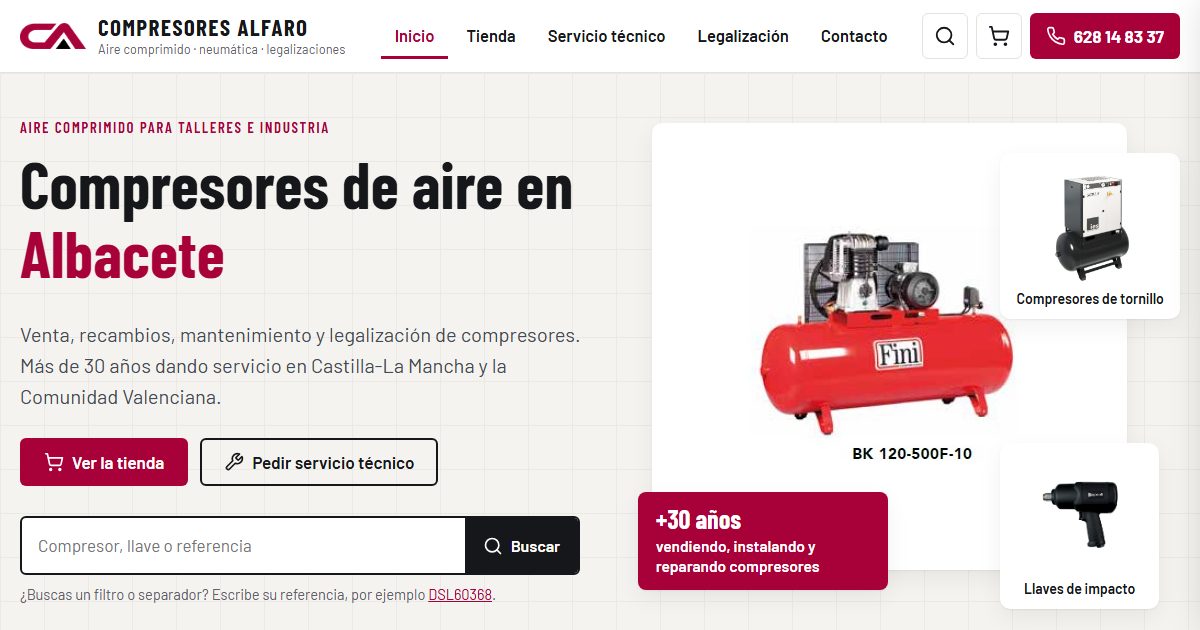 COMPRESORES ALFARO
Aire comprimido · neumática · legalizaciones
Inicio
Tienda
Servicio técnico
Legalización
Contacto
628 14 83 37
AIRE COMPRIMIDO PARA TALLERES E INDUSTRIA
Compresores de aire en
Albacete
Venta, recambios, mantenimiento y legalización de compresores.
Más de 30 años dando servicio en Castilla-La Mancha y la
Comunidad Valenciana.
Ver la tienda
Pedir servicio técnico
Compresor, llave o referencia
Buscar
¿Buscas un filtro o separador? Escribe su referencia, por ejemplo DSL60368.
Fini
BK 120-500F-10
+30 años
vendiendo, instalando y
reparando compresores
Compresores de tornillo
Llaves de impacto